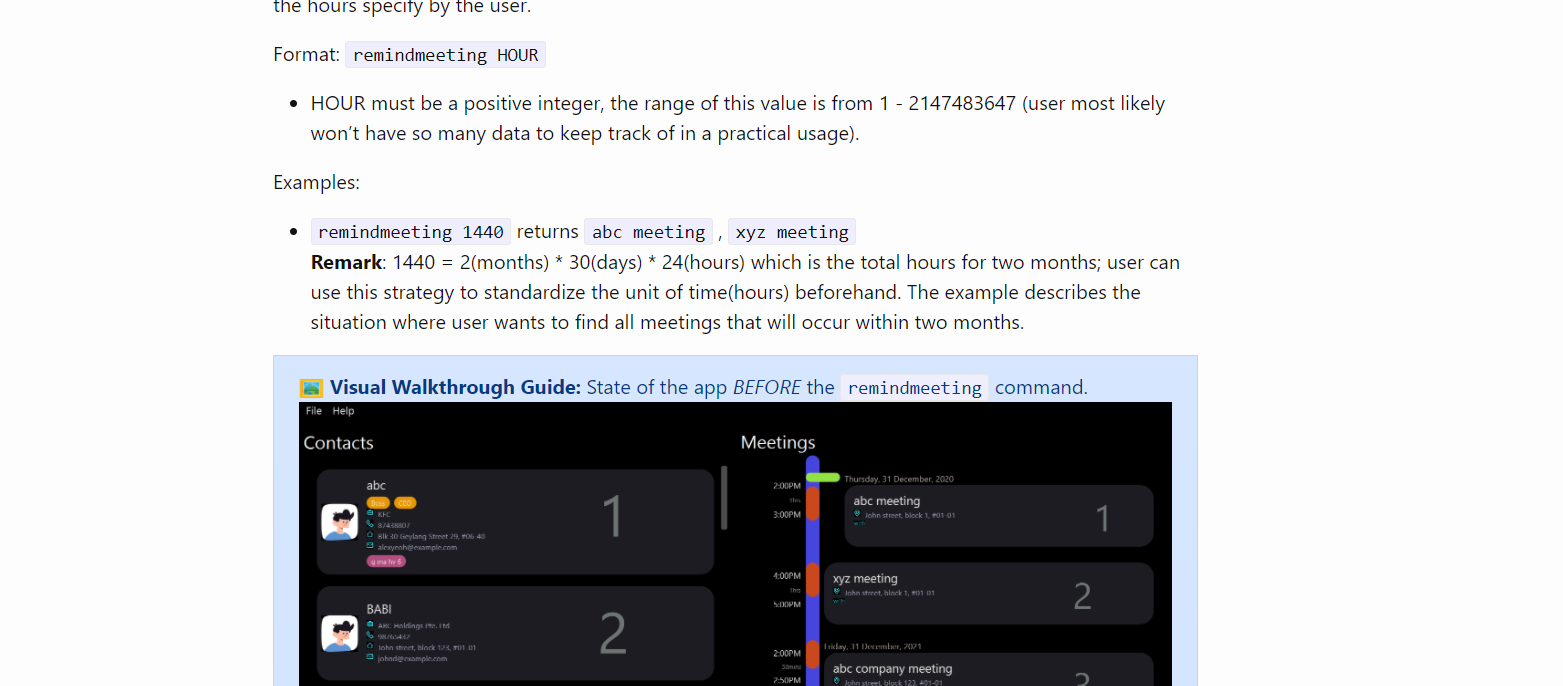 the hours specify by the user.
Format: remindmeeting HOUR
• HOUR must be a positive integer, the range of this value is from 1 - 2147483647 (user most likely
won’t have so many data to keep track of in a practical usage).
Examples:
• remindmeeting 1440 returns abc meeting , xyz meeting
Remark: 1440 = 2(months) * 30(days) * 24(hours) which is the total hours for two months; user can
use this strategy to standardize the unit of time(hours) beforehand. The example describes the
situation where user wants to find all meetings that will occur within two months.
Visual Walkthrough Guide: State of the app BEFORE the remindmeeting command.
File Help
Contacts
abc
Boss CEO
KFC
87438807
Blk 30 Geylang Street 29, #06-40
alexyeoh@example.com
1
BABI
ABC Holdings Pte. Ltd
98765432
John street, block 123, #01-01
johnd@example.com
2
Meetings
Thursday, 31 December, 2020
2:00PM
1hrs
3:00PM
abc meeting
John street, block 1, #01-01
wifi
1
4:00PM
1hrs
5:00PM
xyz meeting
John street, block 1, #01-01
wifi
2
Friday, 31 December, 2021
2:00PM
50mins
2:50PM
abc company meeting
John street, block 123, #01-01
3